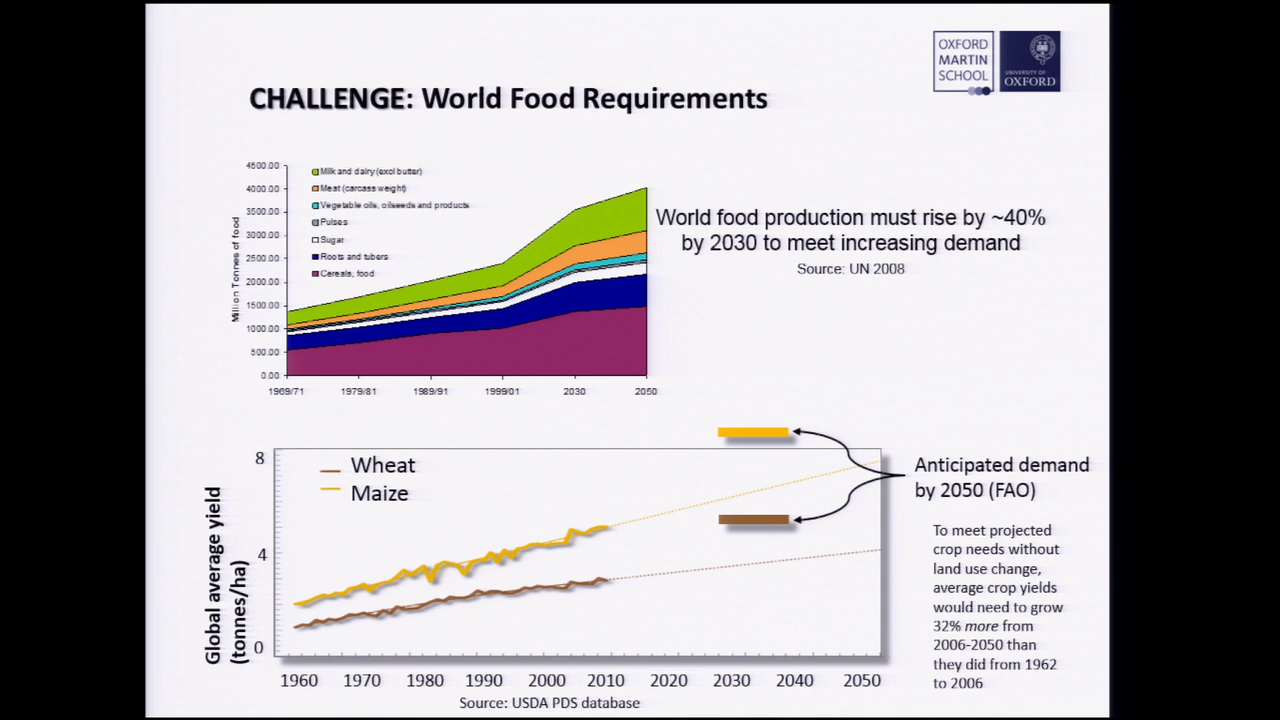 OXFORD
MARTIN
SCHOOL
UNIVERSITY OF
OXFORD
CHALLENGE: World Food Requirements
4500.00
4000.00
3500.00
3000.00
2500.00
2000.00
1500.00
1000.00
500.00
0.00
Million Tonnes of food
Milk and dairy (excl butter)
Meat (carcass weight)
Vegetable oils, oilseeds and products
Pulses
Sugar
Roots and tubers
Cereals, food
1969/71 1979/81 1989/91 1999/01 2030 2050
World food production must rise by ~40%
by 2030 to meet increasing demand
Source: UN 2008
Global average yield
(tonnes/ha)
8
4
0
Wheat
Maize
1960 1970 1980 1990 2000 2010 2020 2030 2040 2050
Source: USDA PDS database
Anticipated demand
by 2050 (FAO)
To meet projected
crop needs without
land use change,
average crop yields
would need to grow
32% more from
2006-2050 than
they did from 1962
to 2006